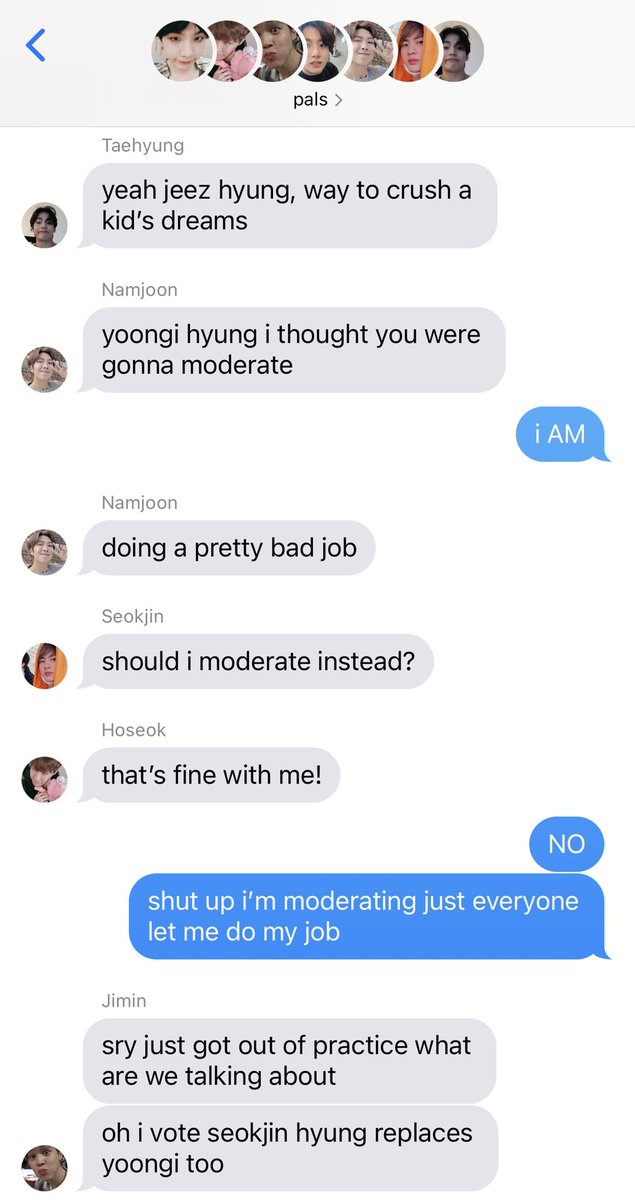 pals
Taehyung
yeah jeez hyung, way to crush a
kid’s dreams
Namjoon
yoongi hyung i thought you were
gonna moderate
i AM
Namjoon
doing a pretty bad job
Seokjin
should i moderate instead?
Hoseok
that’s fine with me!
NO
shut up i’m moderating just everyone
let me do my job
Jimin
sry just got out of practice what
are we talking about
oh i vote seokjin hyung replaces
yoongi too